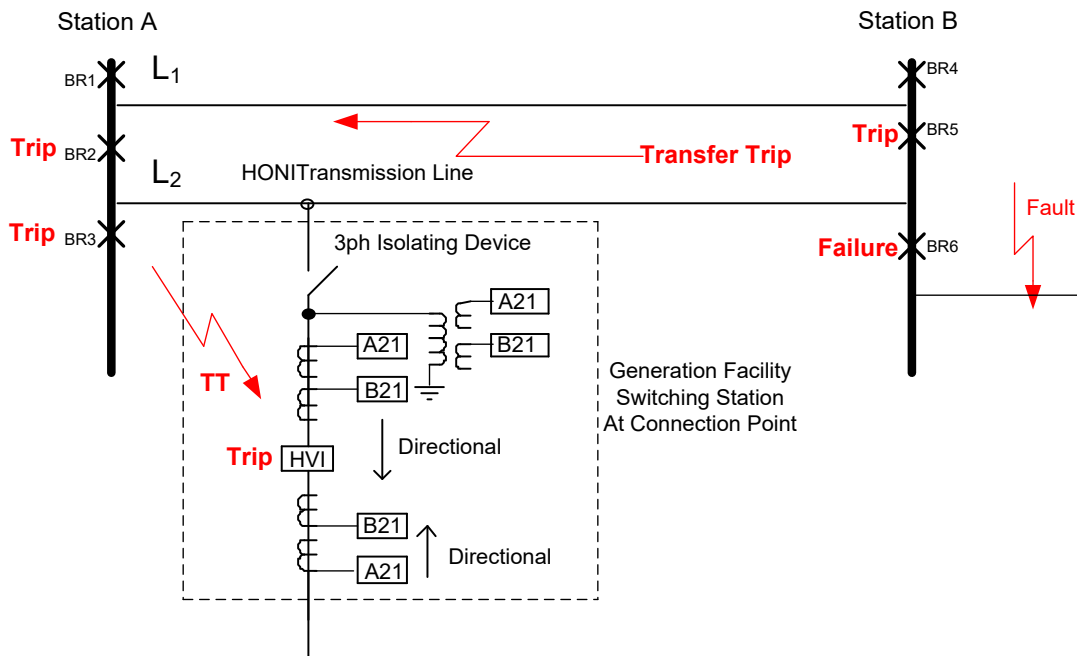 Station A
Station B
BR1
L1
BR4
Trip BR2
Trip BR5
Transfer Trip
L2
HONITransmission Line
Trip BR3
Fault
3ph Isolating Device
Failure BR6
A21
A21
B21
TT
B21
Generation Facility
Switching Station
At Connection Point
Directional
Trip HVI
B21
Directional
A21